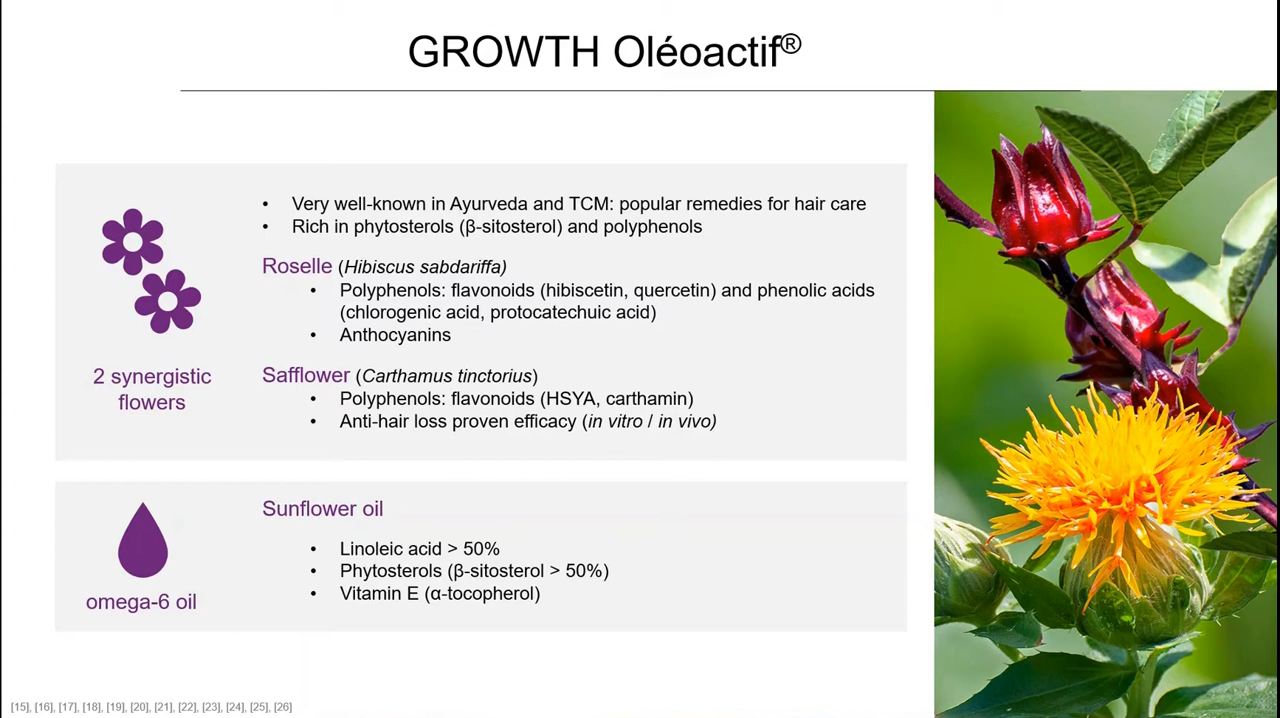 GROWTH Oléoactif®
2 synergistic
flowers
• Very well-known in Ayurveda and TCM: popular remedies for hair care
• Rich in phytosterols (β-sitosterol) and polyphenols
Roselle (Hibiscus sabdariffa)
• Polyphenols: flavonoids (hibiscetin, quercetin) and phenolic acids
(chlorogenic acid, protocatechuic acid)
• Anthocyanins
Safflower (Carthamus tinctorius)
• Polyphenols: flavonoids (HSYA, carthamin)
• Anti-hair loss proven efficacy (in vitro / in vivo)
omega-6 oil
Sunflower oil
• Linoleic acid > 50%
• Phytosterols (β-sitosterol > 50%)
• Vitamin E (α-tocopherol)
[15], [16], [17], [18], [19], [20], [21], [22], [23], [24], [25], [26]